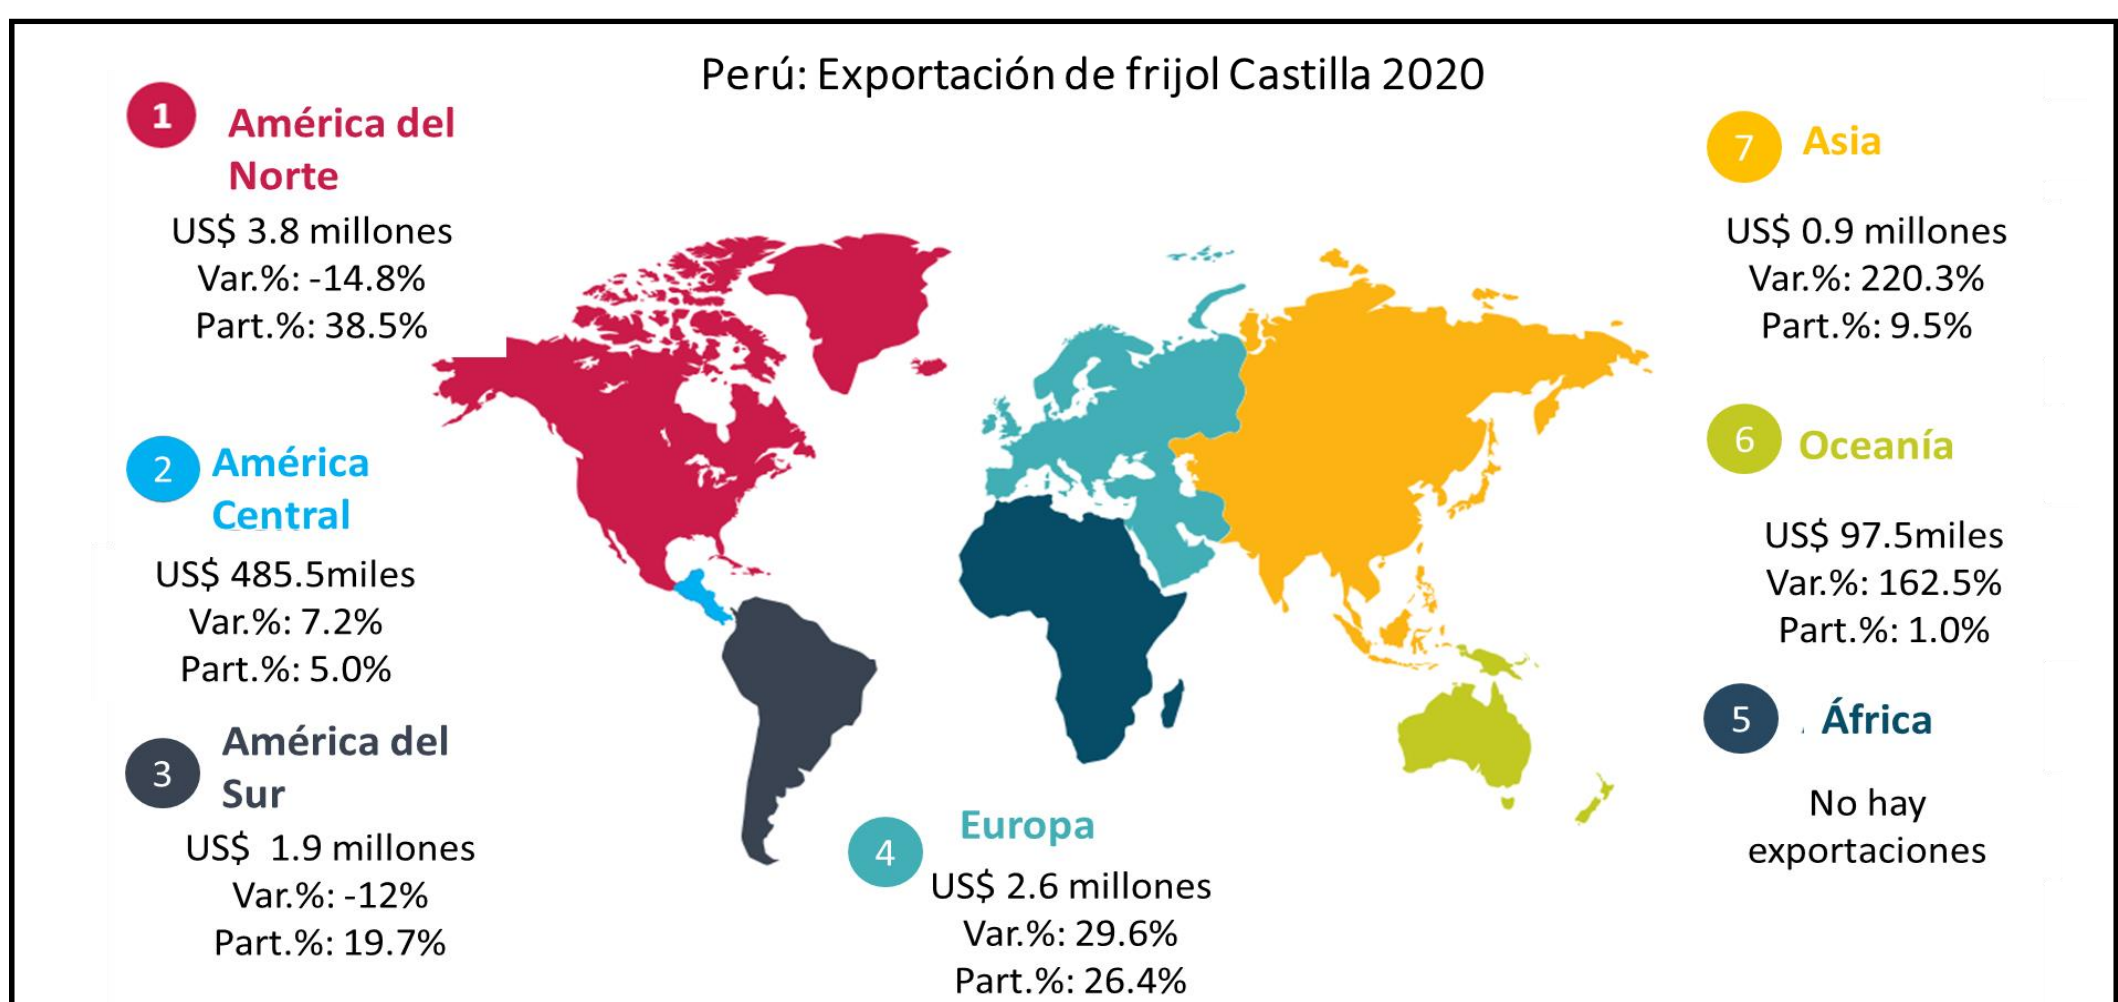 Perú: Exportación de frijol Castilla 2020
1
América del
Norte
US$ 3.8 millones
Var.%: -14.8%
Part.%: 38.5%
2
América
Central
US$ 485.5miles
Var.%: 7.2%
Part.%: 5.0%
3
América del
Sur
US$ 1.9 millones
Var.%: -12%
Part.%: 19.7%
4
Europa
US$ 2.6 millones
Var.%: 29.6%
Part.%: 26.4%
7
Asia
US$ 0.9 millones
Var.%: 220.3%
Part.%: 9.5%
6
Oceanía
US$ 97.5miles
Var.%: 162.5%
Part.%: 1.0%
5
África
No hay
exportaciones